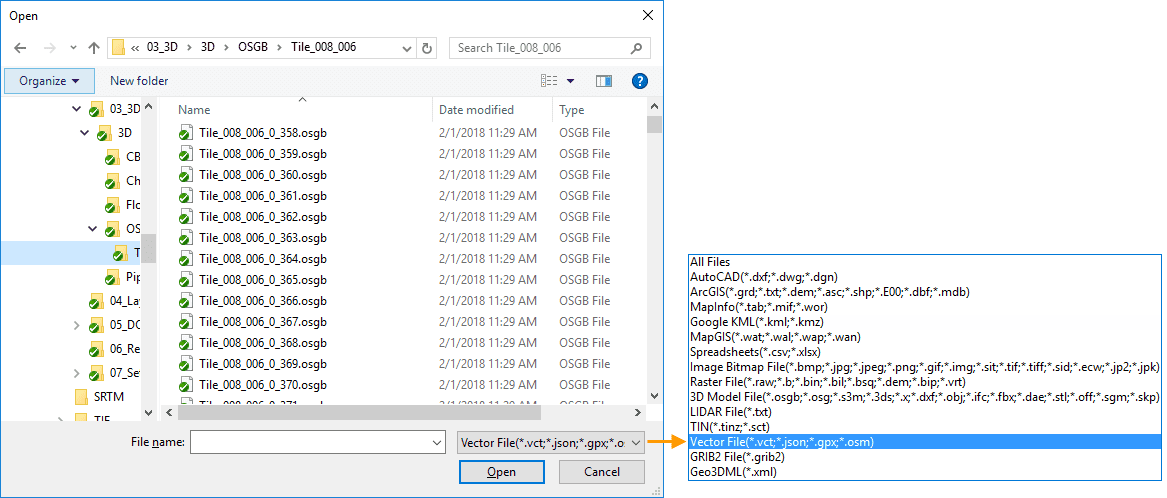 Open
« 03_3D > 3D > OSGB > Tile_008_006
Search Tile_008_006
Organize
New folder
03_3D
3D
CB
Ch
Flo
OS
T
Pip
04_La
05_DC
06_Re
07_Se
SRTM
Name Date modified Type
Tile_008_006_0_358.osgb 2/1/2018 11:29 AM OSGB File
Tile_008_006_0_359.osgb 2/1/2018 11:29 AM OSGB File
Tile_008_006_0_360.osgb 2/1/2018 11:29 AM OSGB File
Tile_008_006_0_361.osgb 2/1/2018 11:29 AM OSGB File
Tile_008_006_0_362.osgb 2/1/2018 11:29 AM OSGB File
Tile_008_006_0_363.osgb 2/1/2018 11:29 AM OSGB File
Tile_008_006_0_364.osgb 2/1/2018 11:29 AM OSGB File
Tile_008_006_0_365.osgb 2/1/2018 11:29 AM OSGB File
Tile_008_006_0_366.osgb 2/1/2018 11:29 AM OSGB File
Tile_008_006_0_367.osgb 2/1/2018 11:29 AM OSGB File
Tile_008_006_0_368.osgb 2/1/2018 11:29 AM OSGB File
Tile_008_006_0_369.osgb 2/1/2018 11:29 AM OSGB File
Tile_008_006_0_370.osgb 2/1/2018 11:29 AM OSGB File
Tile_008_006_0_371.osgb 2/1/2018 11:29 AM OSGB File
File name:
Vector File(*.vct;*.json;*.gpx;*.o
Open
Cancel
All Files
AutoCAD(*.dxf;*.dwg;*.dgn)
ArcGIS(*.grd;*.txt;*.dem;*.asc;*.shp;*.E00;*.dbf;*.mdb)
MapInfo(*.tab;*.mif;*.wor)
Google KML(*.kml;*.kmz)
MapGIS(*.wat;*.wal;*.wap;*.wan)
Spreadsheets(*.csv;*.xlsx)
Image Bitmap File(*.bmp;*.jpg;*.jpeg;*.png;*.gif;*.img;*.sit;*.tif;*.tiff;*.sid;*.ecw;*.jp2;*.jpk)
Raster File(*.raw;*.b;*.bin;*.bil;*.bsq;*.dem;*.bip;*.vrt)
3D Model File(*.osgb;*.osg;*.s3m;*.3ds;*.x;*.dxf;*.obj;*.ifc;*.fbx;*.dae;*.stl;*.off;*.sgm;*.skp)
LIDAR File(*.txt)
TIN(*.tinz;*.sct)
Vector File(*.vct;*.json;*.gpx;*.osm)
GRIB2 File(*.grib2)
Geo3DML(*.xml)